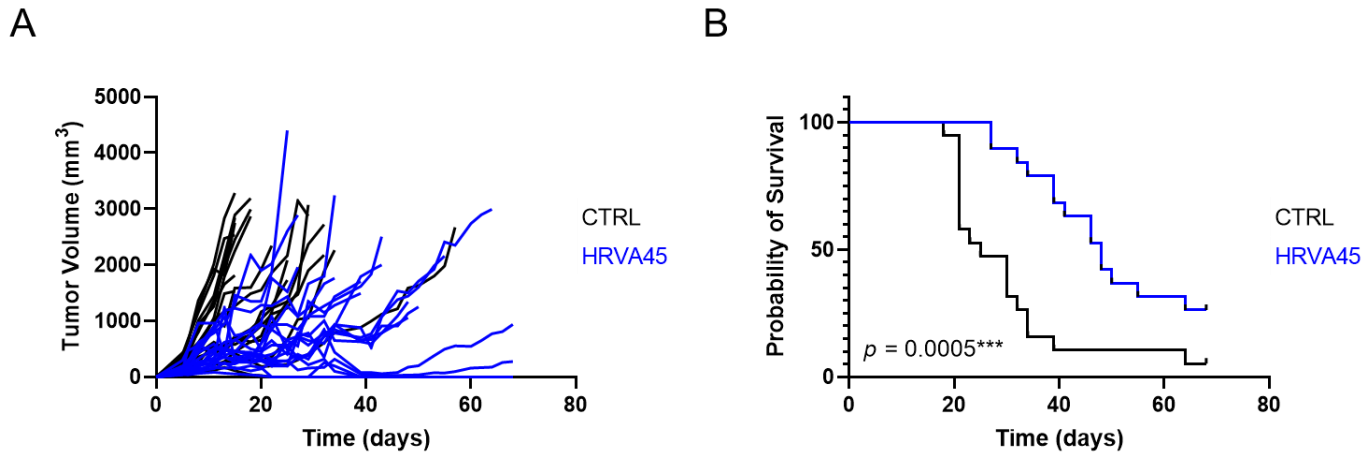 A
B
Tumor Volume (mm³)
5000
4000
3000
2000
1000
0
0
20
40
60
80
Time (days)
CTRL
HRVA45
Probability of Survival
100
50
0
p = 0.0005***
0
20
40
60
80
Time (days)
CTRL
HRVA45